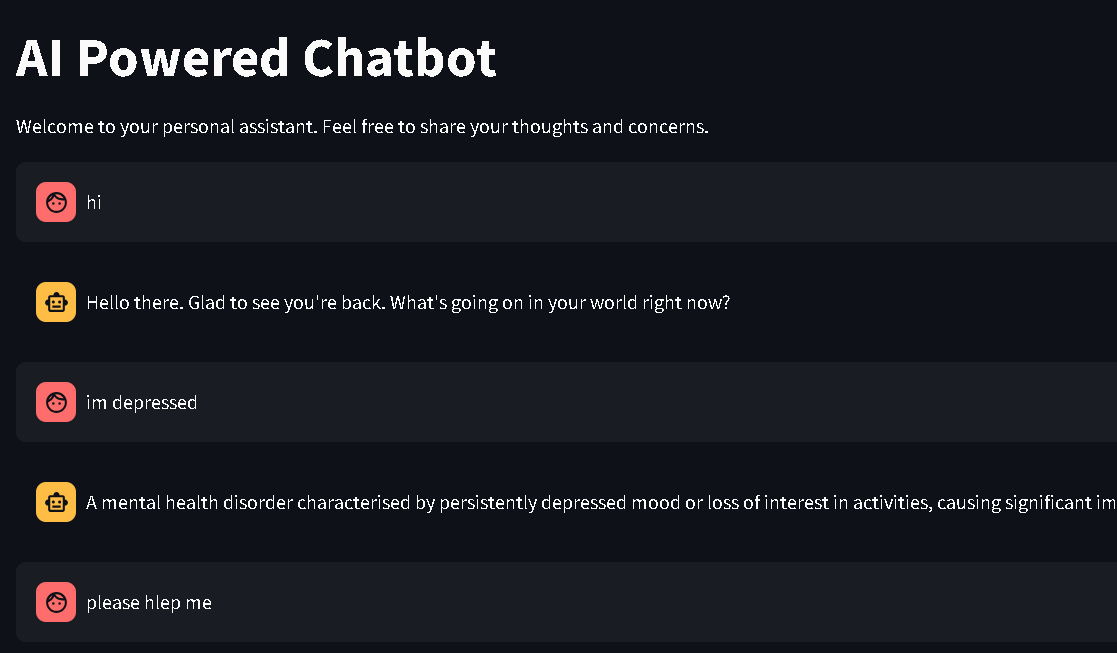 AI Powered Chatbot
Welcome to your personal assistant. Feel free to share your thoughts and concerns.
hi
Hello there. Glad to see you're back. What's going on in your world right now?
im depressed
A mental health disorder characterised by persistently depressed mood or loss of interest in activities, causing significant im
please hlep me